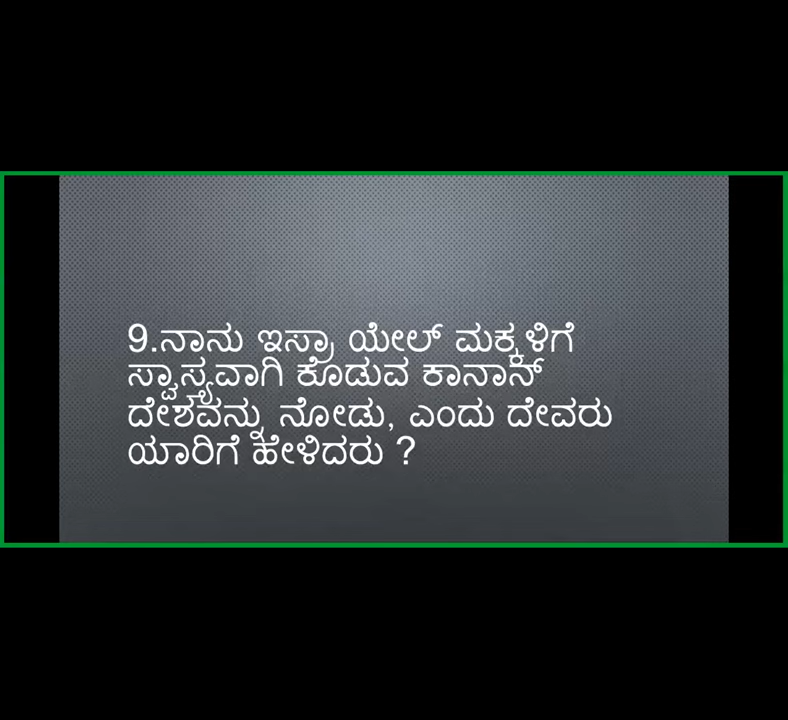 9.ನಾನು ಇಸ್ರಾ ಯೇಲ್ ಮಕ್ಕಳಿಗೆ
ಸ್ವಾಸ್ಯವಾಗಿ ಕೊಡುವ ಕಾನಾನ್
ದೇಶವನ್ನು ನೋಡು, ಎಂದು ದೇವರು
ಯಾರಿಗೆ ಹೇಳಿದರು ?